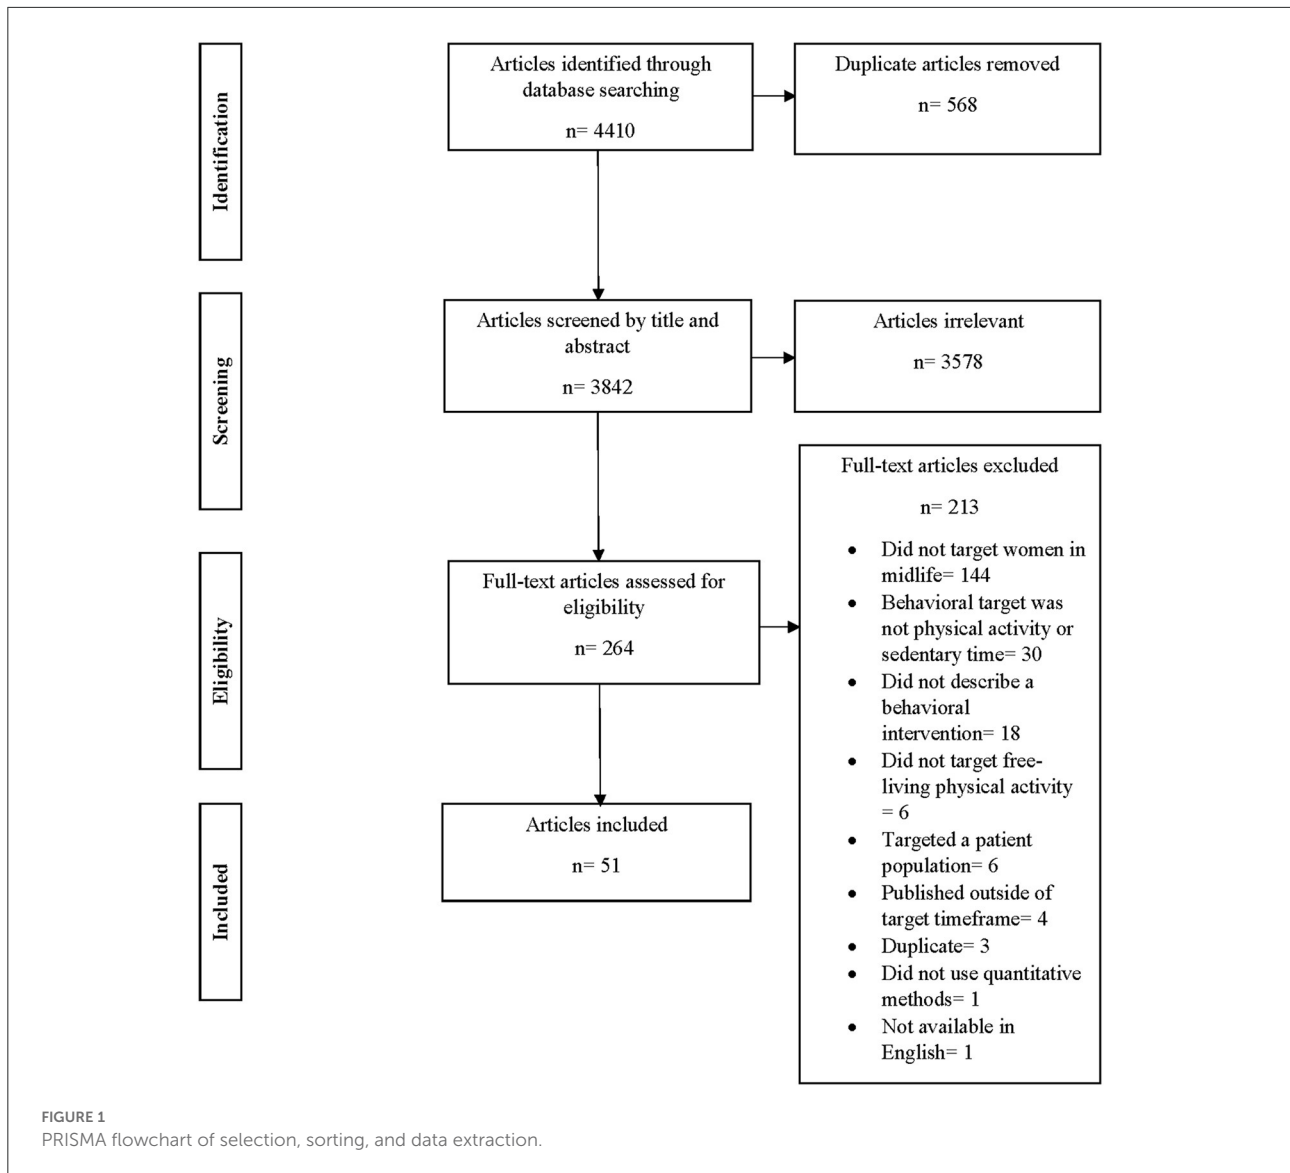 Identification
Articles identified through
database searching
n= 4410
Duplicate articles removed
n= 568
Screening
Articles screened by title and
abstract
n= 3842
Articles irrelevant
n= 3578
Eligibility
Full-text articles assessed for
eligibility
n= 264
Full-text articles excluded
n= 213
• Did not target women in
midlife= 144
• Behavioral target was
not physical activity or
sedentary time= 30
• Did not describe a
behavioral
intervention= 18
• Did not target free-
living physical activity
= 6
• Targeted a patient
population= 6
• Published outside of
target timeframe= 4
• Duplicate= 3
• Did not use quantitative
methods= 1
• Not available in
English= 1
Included
Articles included
n= 51
FIGURE 1
PRISMA flowchart of selection, sorting, and data extraction.